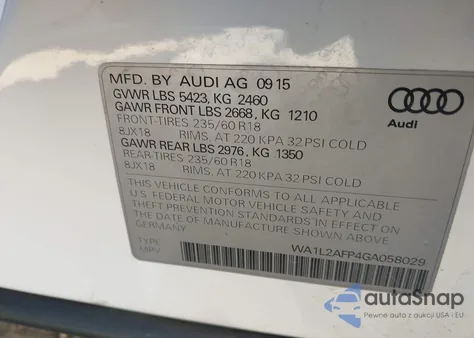 MFD. BY AUDI AG 09 15
GVWR LBS 5423, KG 2460
GAWR FRONT LBS 2668, KG 1210
FRONT-TIRES 235/60 R18
8JX18 RIMS. AT 220 KPA 32 PSI COLD
GAWR REAR LBS 2976, KG 1350
REAR-TIRES 235/60 R18
8JX18 RIMS. AT 220 KPA 32 PSI COLD
THIS VEHICLE CONFORMS TO ALL APPLICABLE
U.S. FEDERAL MOTOR VEHICLE SAFETY AND
THEFT PREVENTION STANDARDS IN EFFECT ON
THE DATE OF MANUFACTURE SHOWN ABOVE.
GERMANY
TYPE
MPV
WA1L2AFP4GA058029
Audi
autoSnap
Pewne auta z USA i EU